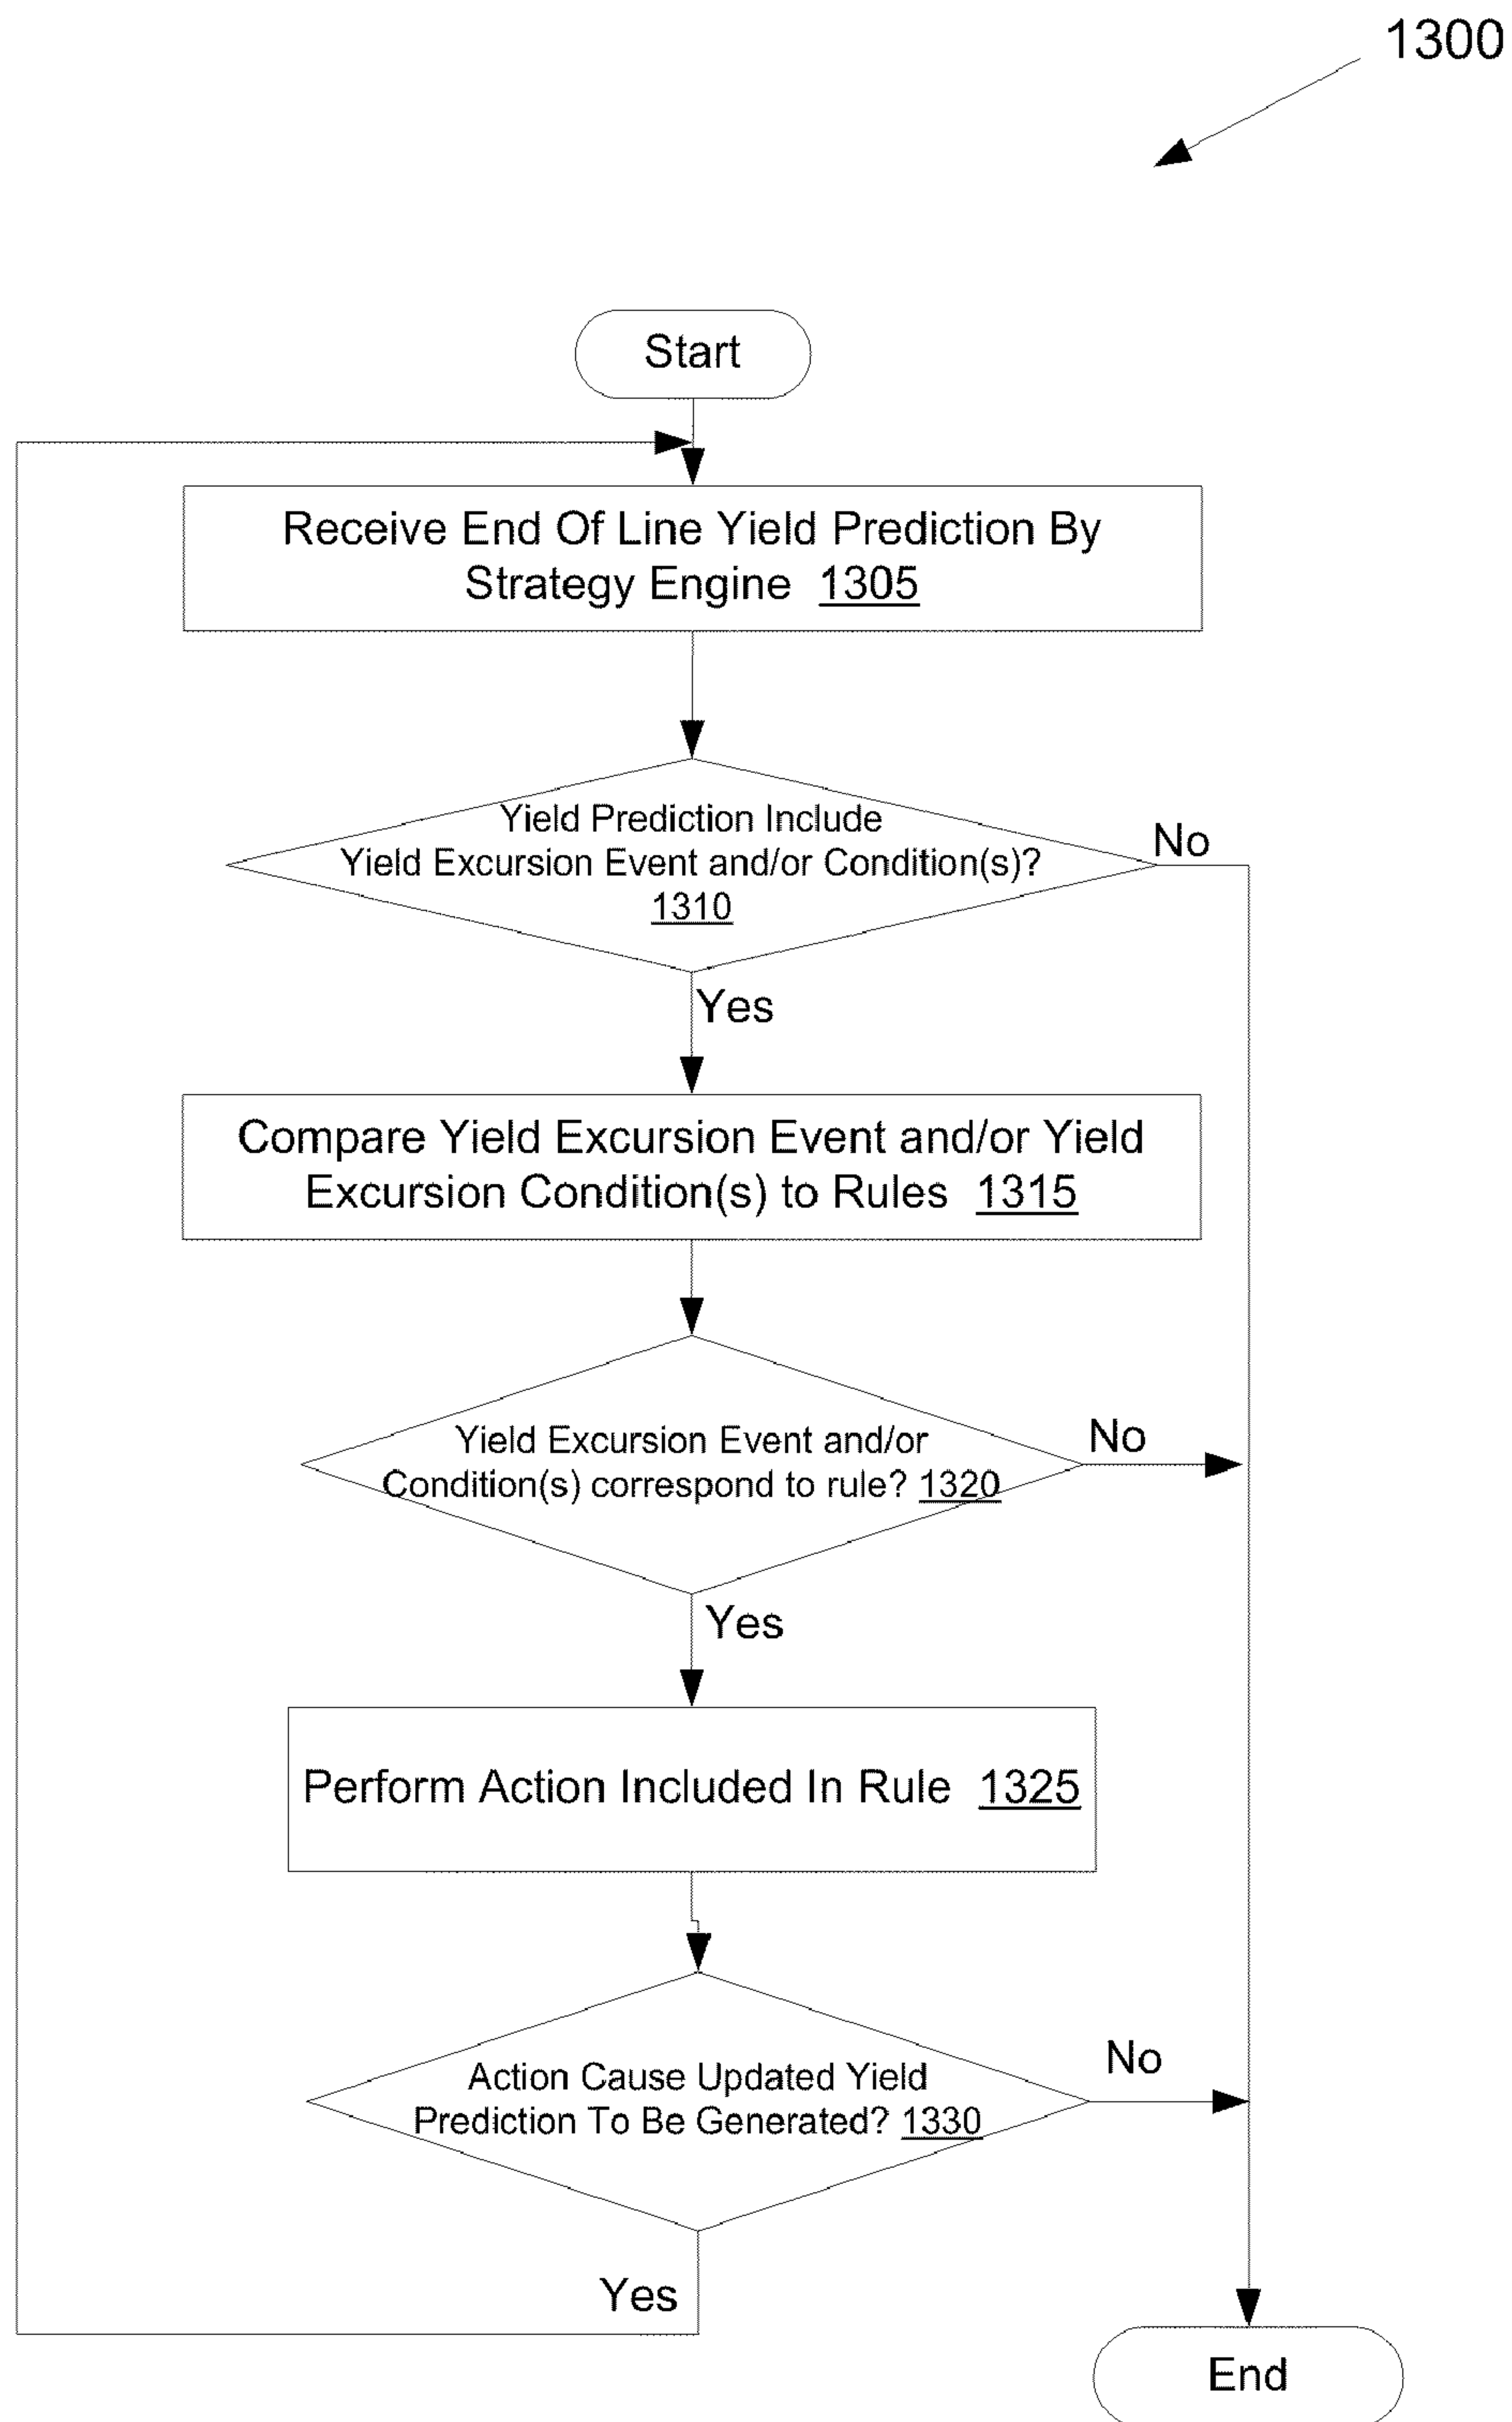 1300
Start
Receive End Of Line Yield Prediction By
Strategy Engine 1305
Yield Prediction Include
Yield Excursion Event and/or Condition(s)?
1310
No
Yes
Compare Yield Excursion Event and/or Yield
Excursion Condition(s) to Rules 1315
Yield Excursion Event and/or
Condition(s) correspond to rule? 1320
No
Yes
Perform Action Included In Rule 1325
Action Cause Updated Yield
Prediction To Be Generated? 1330
No
Yes
End